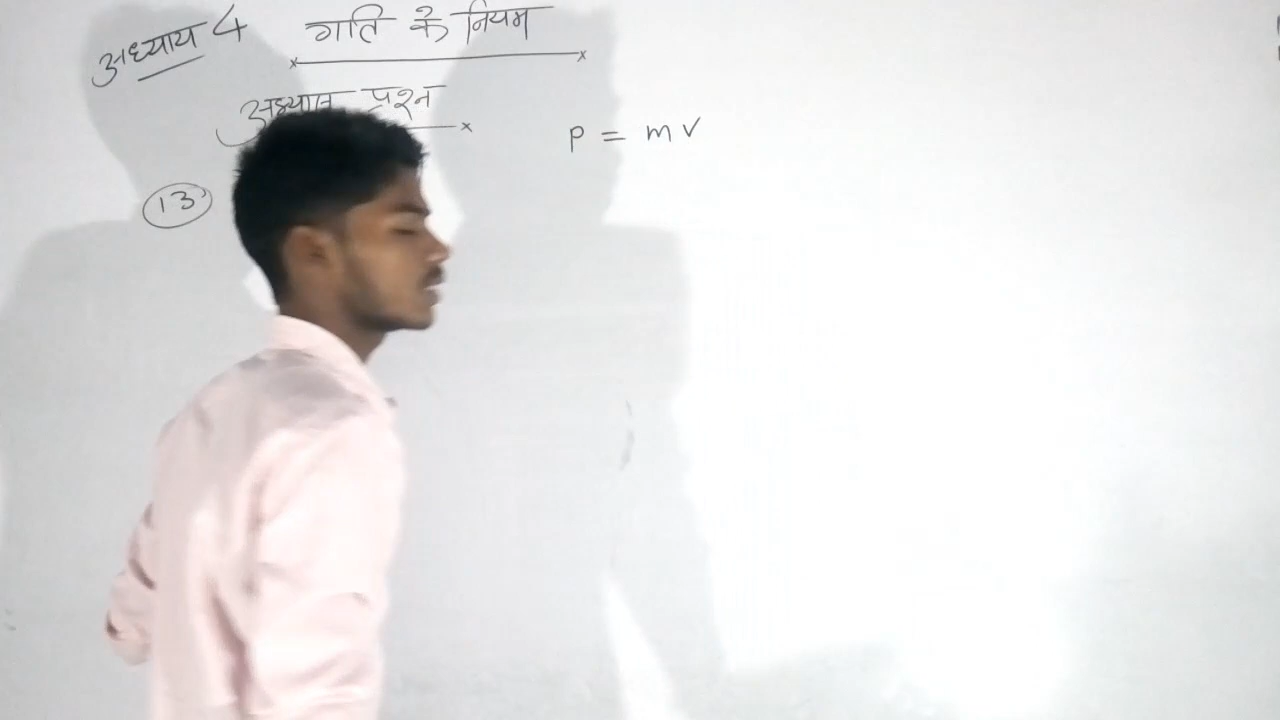 अध्याय 4 गति के नियम
अभ्यास प्रश्न
P = mv
13